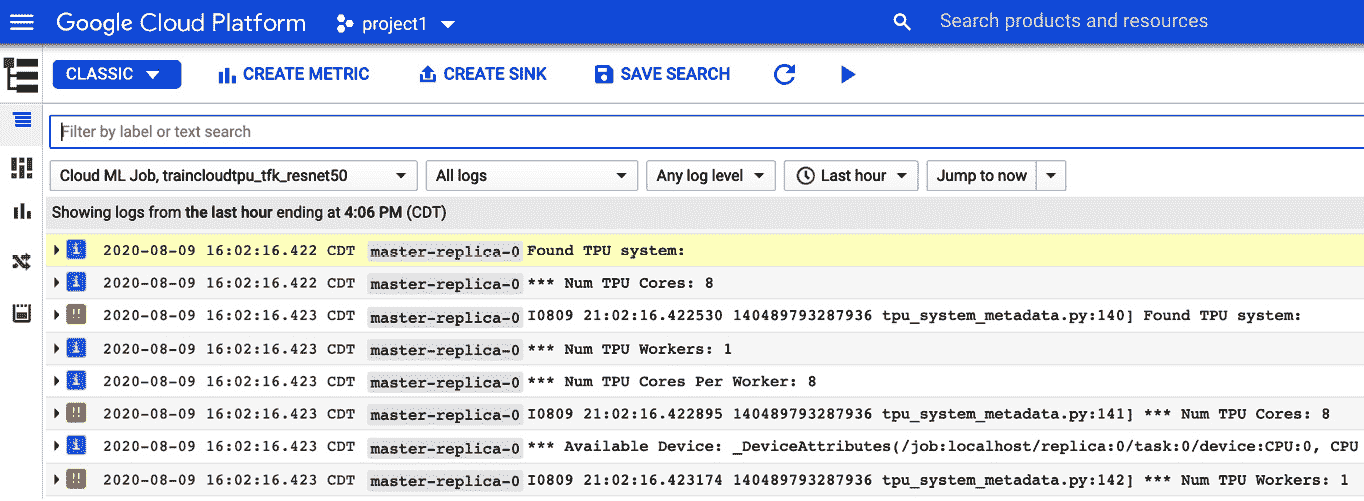 Google Cloud Platform project1 Search products and resources
CLASSIC CREATE METRIC CREATE SINK SAVE SEARCH
Filter by label or text search
Cloud ML Job, traincloudtpu_tfk_resnet50 All logs Any log level Last hour Jump to now
Showing logs from the last hour ending at 4:06 PM (CDT)
i 2020-08-09 16:02:16.422 CDT master-replica-0 Found TPU system:
i 2020-08-09 16:02:16.422 CDT master-replica-0 *** Num TPU Cores: 8
!! 2020-08-09 16:02:16.423 CDT master-replica-0 I0809 21:02:16.422530 140489793287936 tpu_system_metadata.py:140] Found TPU system:
i 2020-08-09 16:02:16.423 CDT master-replica-0 *** Num TPU Workers: 1
i 2020-08-09 16:02:16.423 CDT master-replica-0 *** Num TPU Cores Per Worker: 8
!! 2020-08-09 16:02:16.423 CDT master-replica-0 I0809 21:02:16.422895 140489793287936 tpu_system_metadata.py:141] *** Num TPU Cores: 8
i 2020-08-09 16:02:16.423 CDT master-replica-0 *** Available Device: _DeviceAttributes(/job:localhost/replica:0/task:0/device:CPU:0, CPU
!! 2020-08-09 16:02:16.423 CDT master-replica-0 I0809 21:02:16.423174 140489793287936 tpu_system_metadata.py:142] *** Num TPU Workers: 1